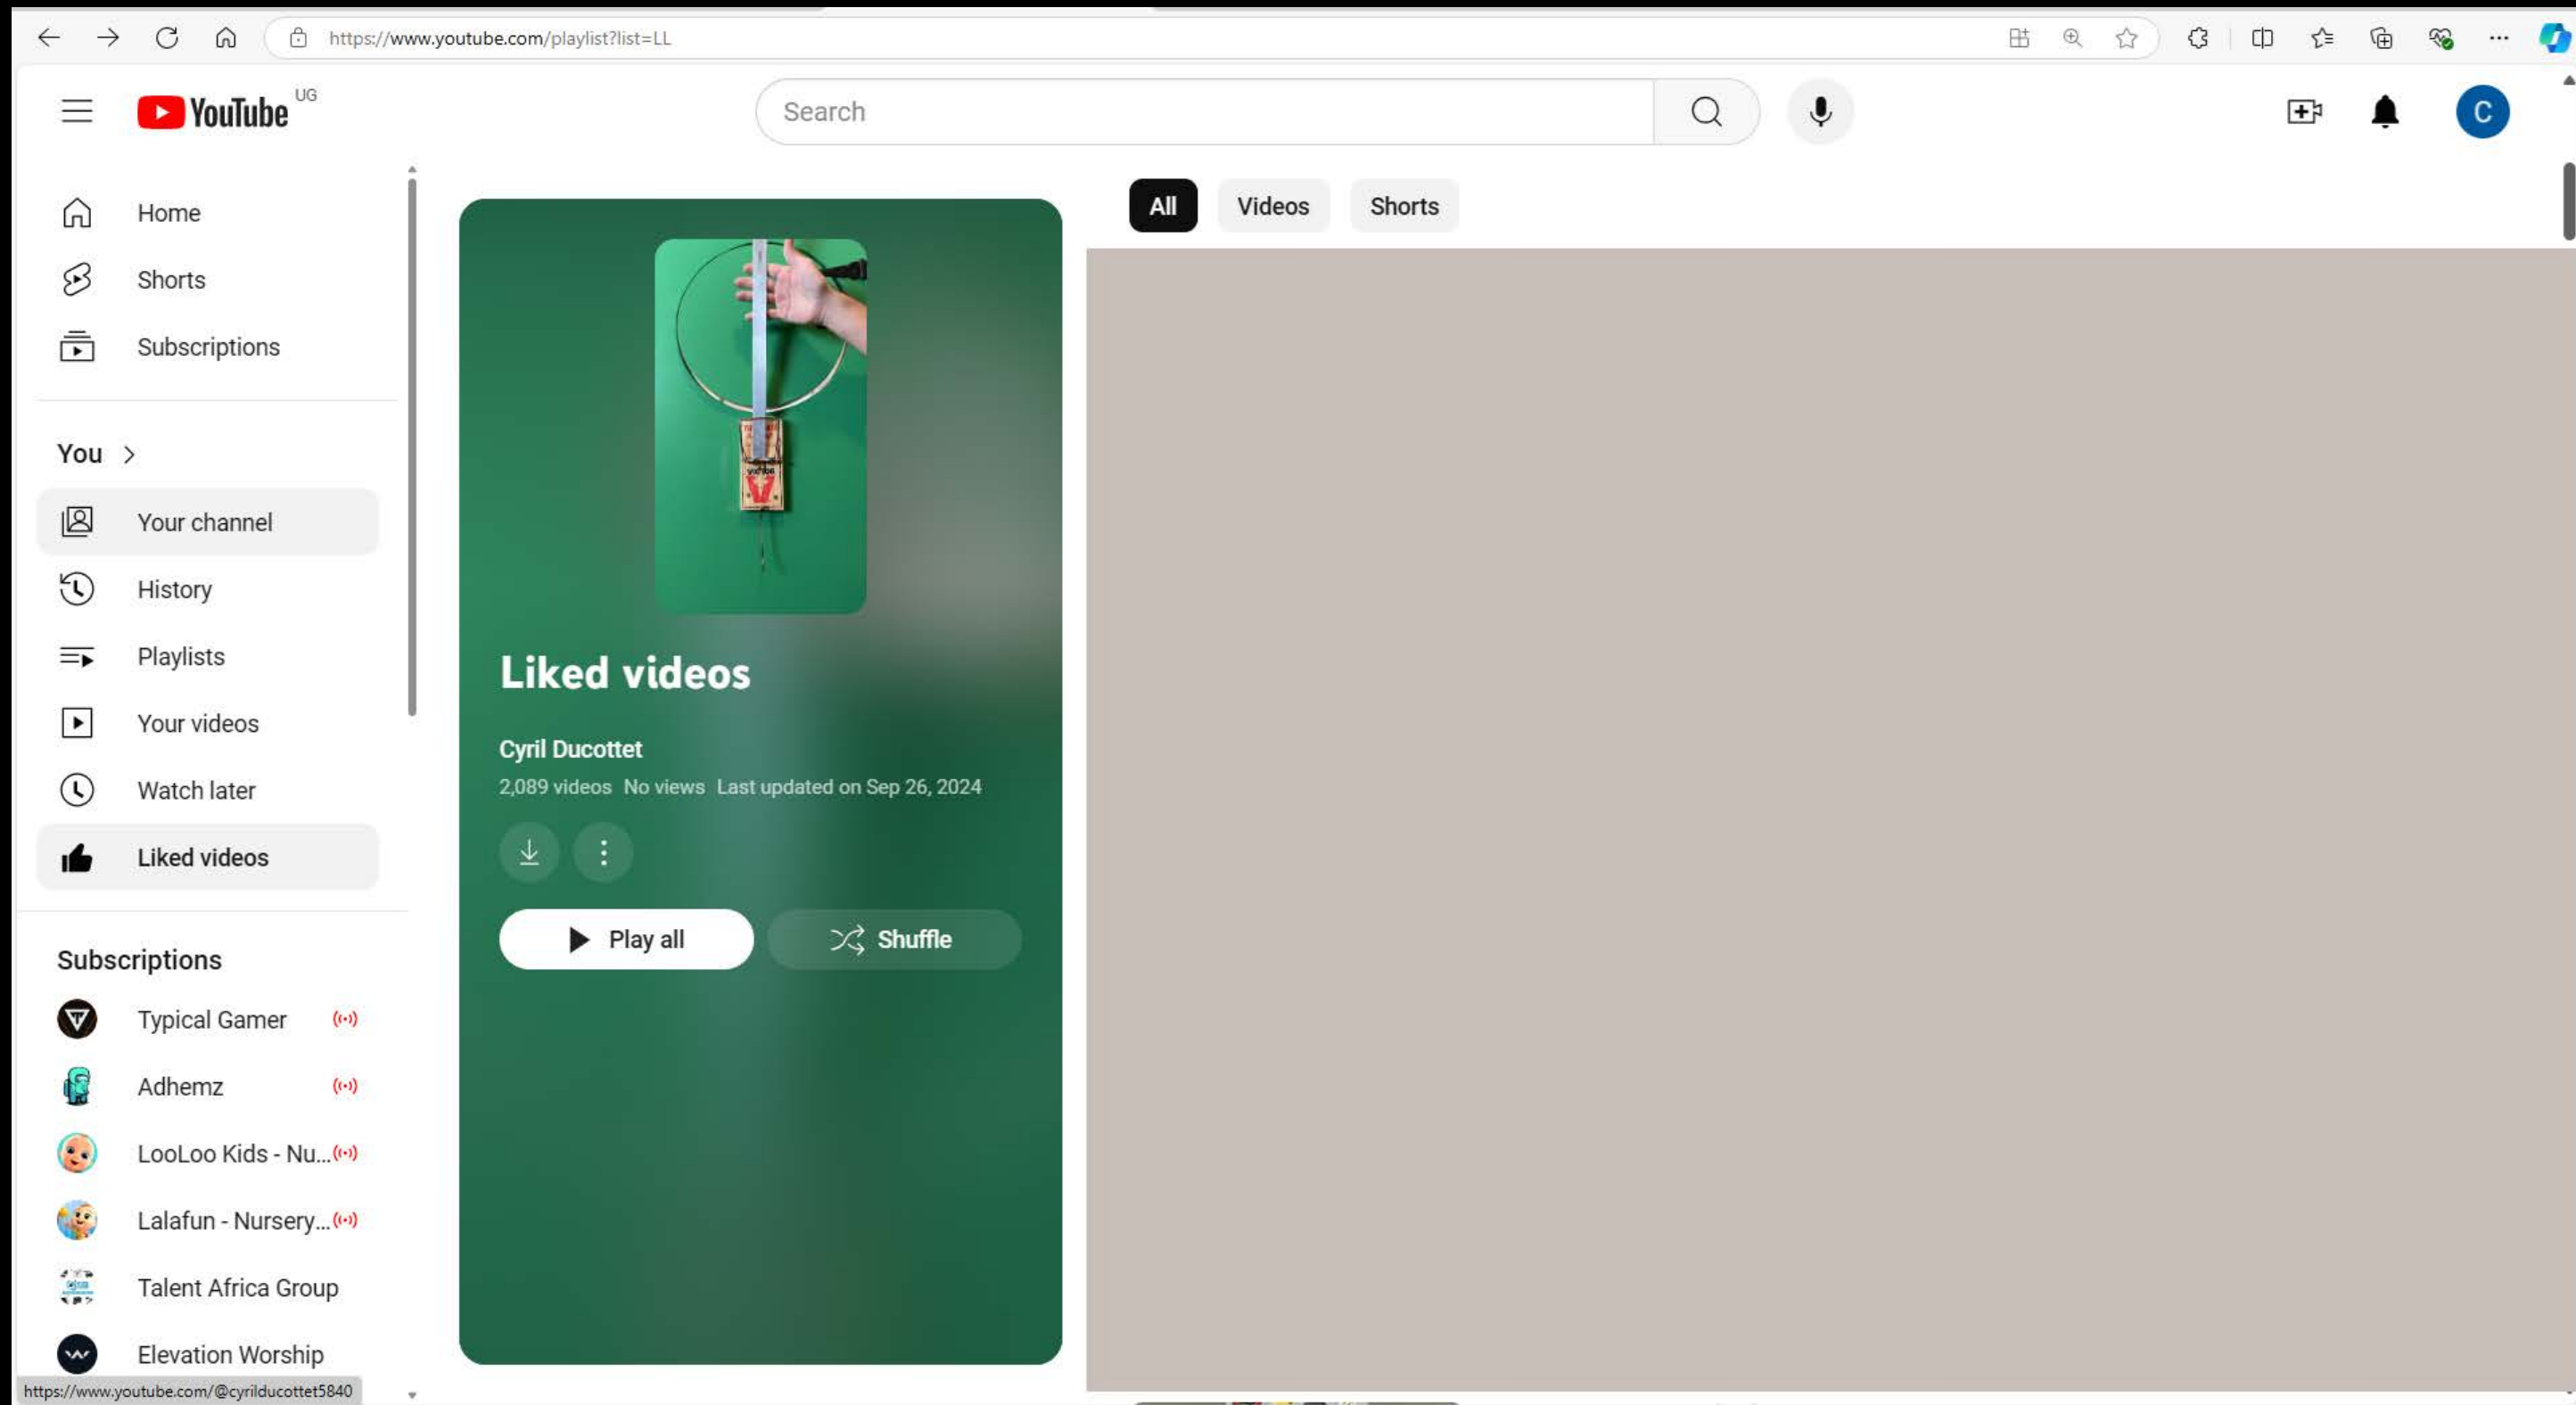 https://www.youtube.com/playlist?list=LL
YouTube UG
Search
C
Home
Shorts
Subscriptions
You
Your channel
History
Playlists
Your videos
Watch later
Liked videos
Subscriptions
Typical Gamer
Adhemz
LooLoo Kids - Nu...
Lalafun - Nursery...
Talent Africa Group
Elevation Worship
https://www.youtube.com/@cyrilducottet5840
VICTOR
Liked videos
Cyril Ducottet
2,089 videos No views Last updated on Sep 26, 2024
Play all
Shuffle
All
Videos
Shorts